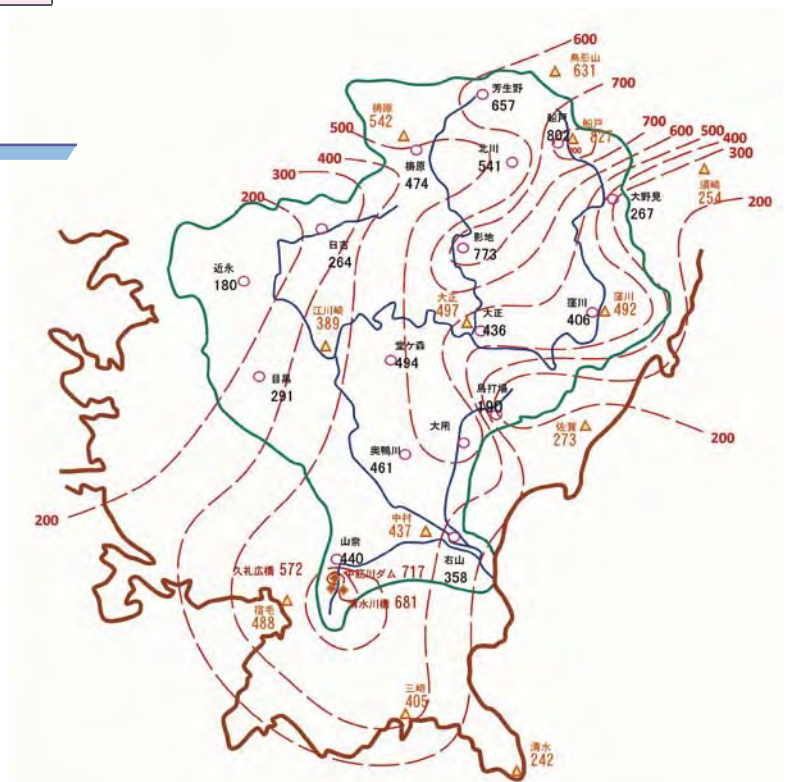 600
鳥形山
631
700
芳生野
657
梼原
542
船戸
802
船戸
827
500
梼原
474
北川
541
700
600
500
400
300
400
300
200
須崎
254
200
大野見
267
日吉
264
影地
773
近永
180
江川崎
389
大正
497
大正
436
窪川
406
窪川
492
堂ケ森
494
目黒
291
馬打場
190
佐賀
273
200
大用
奥鴨川
461
200
中村
437
右山
358
山奈
440
久礼広橋 572
中筋川ダム 717
清水川橋 681
宿毛
488
三崎
405
清水
242